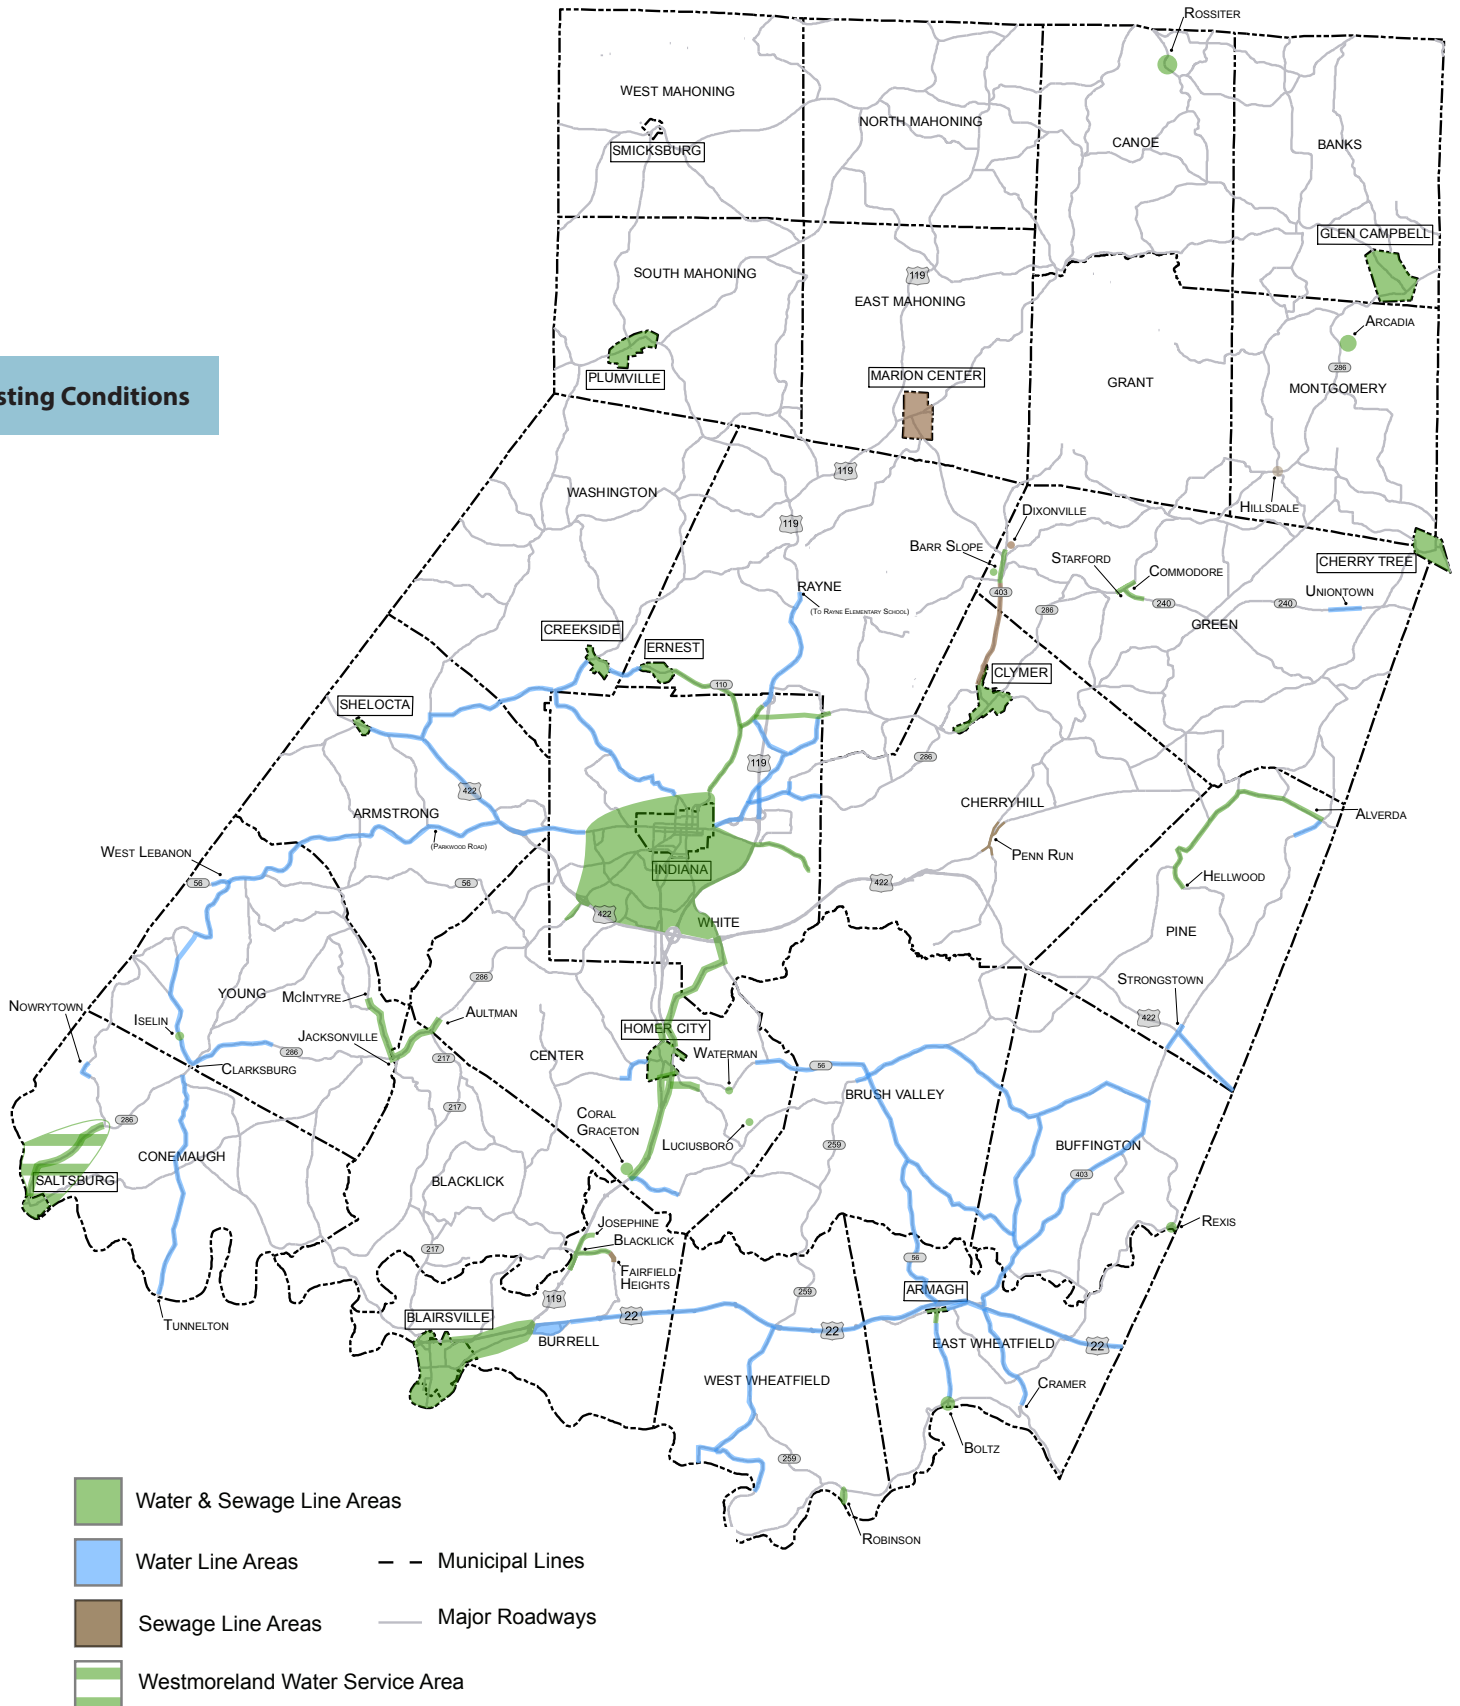 ROSSITER
WEST MAHONING
NORTH MAHONING
CANOE
BANKS
SMICKSBURG
GLEN CAMPBELL
SOUTH MAHONING
119
EAST MAHONING
ARCADIA
286
PLUMVILLE
MARION CENTER
GRANT
MONTGOMERY
sting Conditions
119
WASHINGTON
119
HILLSDALE
DIXONVILLE
BARR SLOPE
STARFORD
COMMODORE
CHERRY TREE
RAYNE
(TO RAYNE ELEMENTARY SCHOOL)
403
286
240
240
UNIONTOWN
GREEN
CREEKSIDE
ERNEST
110
CLYMER
SHELOCTA
119
286
422
ARMSTRONG
(PARKWOOD ROAD)
CHERRYHILL
ALVERDA
WEST LEBANON
56
56
INDIANA
PENN RUN
HELLWOOD
422
422
WHITE
PINE
286
STRONGSTOWN
422
NOWRYTOWN
YOUNG
MCINTYRE
ISELIN
AULTMAN
JACKSONVILLE
286
217
CLARKSBURG
HOMER CITY
CENTER
WATERMAN
56
BRUSH VALLEY
217
CORAL
GRACETON
LUCIUSBORO
259
BUFFINGTON
403
286
CONEMAUGH
SALTSBURG
BLACKLICK
JOSEPHINE
BLACKLICK
217
FAIRFIELD
HEIGHTS
REXIS
56
259
ARMAGH
119
BLAIRSVILLE
22
22
22
TUNNELTON
BURRELL
EAST WHEATFIELD
WEST WHEATFIELD
CRAMER
BOLTZ
259
ROBINSON
Water & Sewage Line Areas
Water Line Areas
Municipal Lines
Sewage Line Areas
Major Roadways
Westmoreland Water Service Area